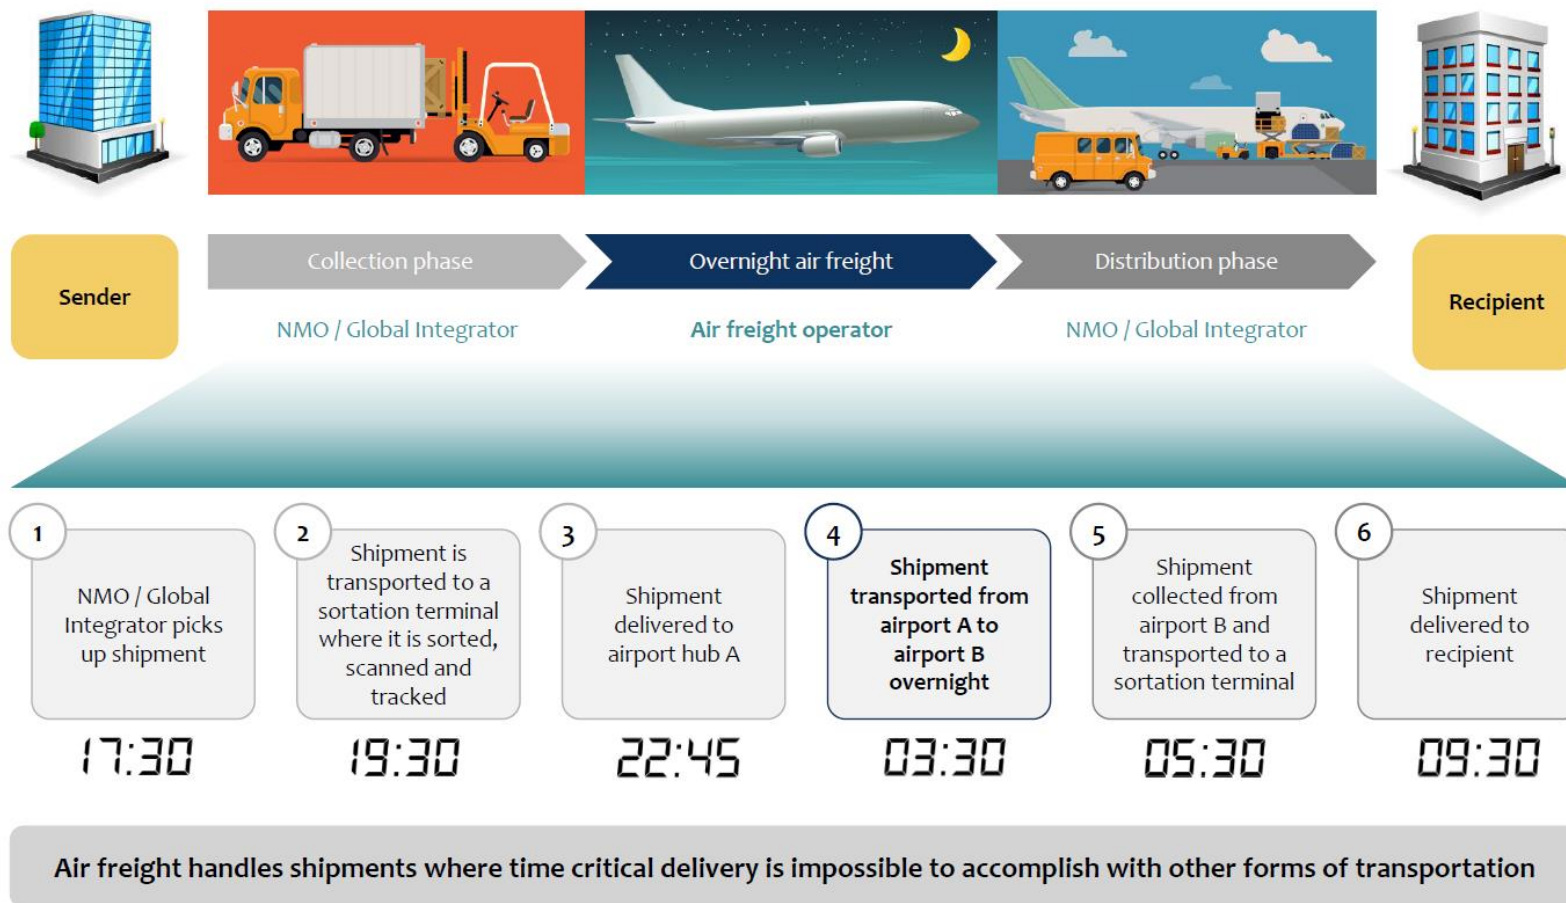 Sender
Collection phase
Overnight air freight
Distribution phase
Recipient
NMO / Global Integrator
Air freight operator
NMO / Global Integrator
1
NMO / Global
Integrator picks
up shipment
17:30
2
Shipment is
transported to a
sortation terminal
where it is sorted,
scanned and
tracked
19:30
3
Shipment
delivered to
airport hub A
22:45
4
Shipment
transported from
airport A to
airport B
overnight
03:30
5
Shipment
collected from
airport B and
transported to a
sortation terminal
05:30
6
Shipment
delivered to
recipient
09:30
Air freight handles shipments where time critical delivery is impossible to accomplish with other forms of transportation